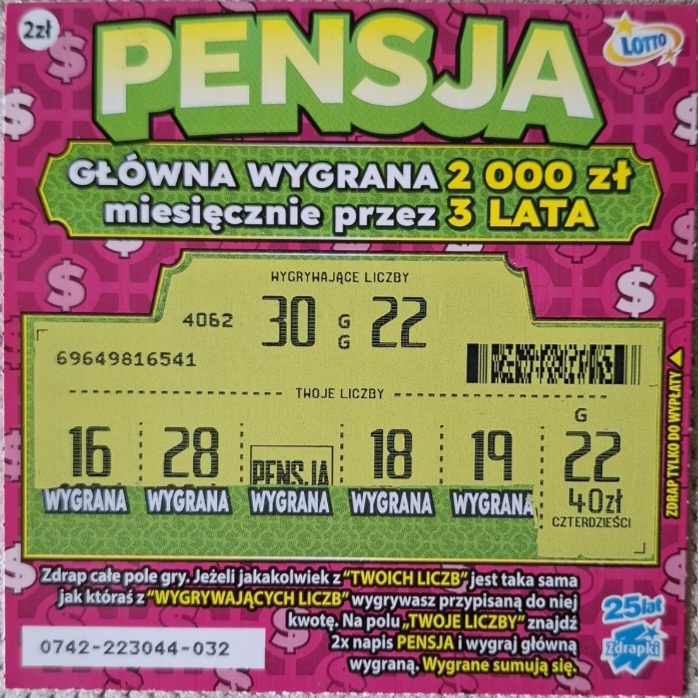 2zł
PENSJA
LOTTO
GŁÓWNA WYGRANA 2 000 zł
miesięcznie przez 3 LATA
WYGRYWAJĄCE LICZBY
4062 30 G G 22
69649816541
TWOJE LICZBY
G
16 28 PENSJA 18 19 22
WYGRANA WYGRANA WYGRANA WYGRANA WYGRANA 40zł
CZTERDZIEŚCI
ZDRAP TYLKO DO WYPŁATY
Zdrap całe pole gry. Jeżeli jakakolwiek z "TWOICH LICZB" jest taka sama
jak któraś z "WYGRYWAJĄCYCH LICZB" wygrywasz przypisaną do niej
kwotę. Na polu „TWOJE LICZBY" znajdź
2x napis PENSJA i wygraj główną
wygraną. Wygrane sumują się.
0742-223044-032
25lat
Zdrapki